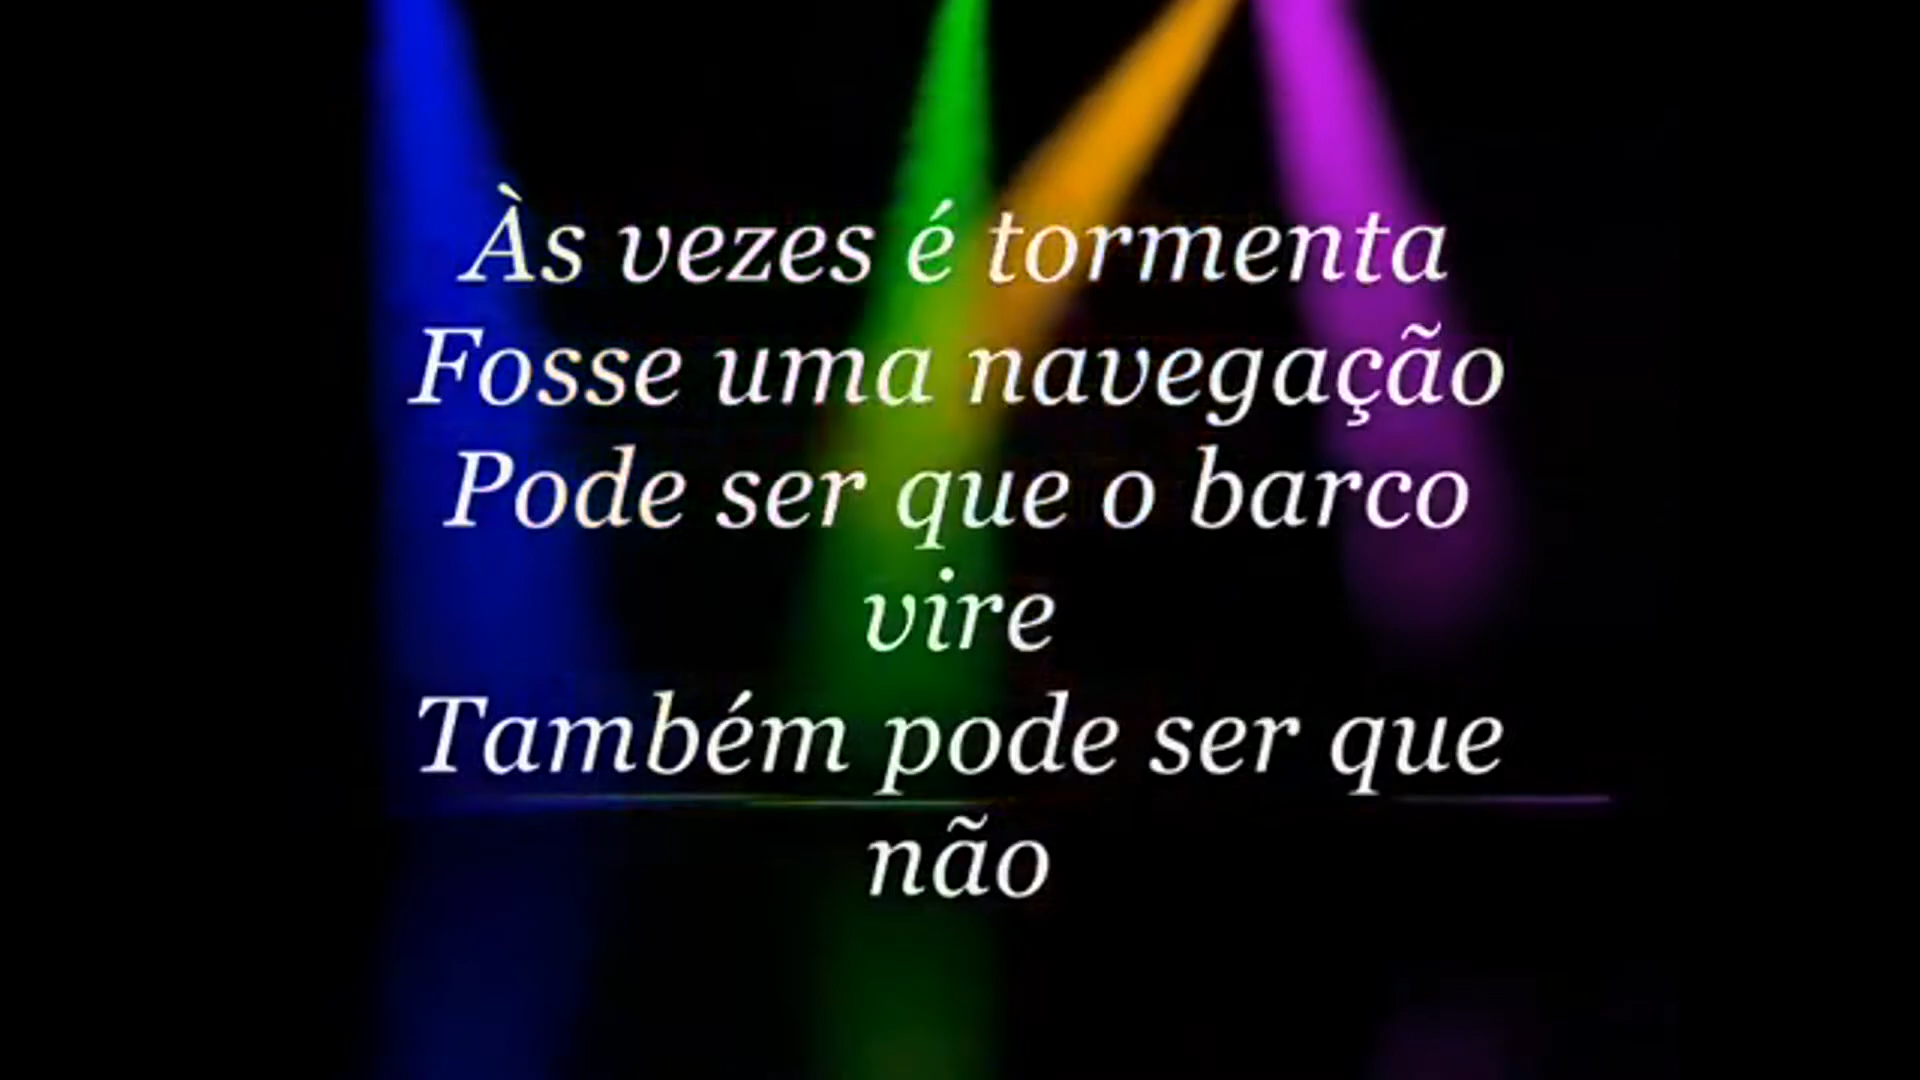 Às vezes é tormenta
Fosse uma navegação
Pode ser que o barco
vire
Também pode ser que
não